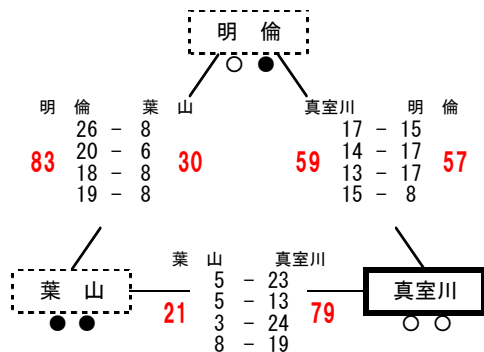 明 倫
○ ●
明 倫 葉 山
83 30
26 - 8
20 - 6
18 - 8
19 - 8
真室川 明 倫
59 57
17 - 15
14 - 17
13 - 17
15 - 8
葉 山 真室川
21 79
5 - 23
5 - 13
3 - 24
8 - 19
葉 山
● ●
真室川
○ ○